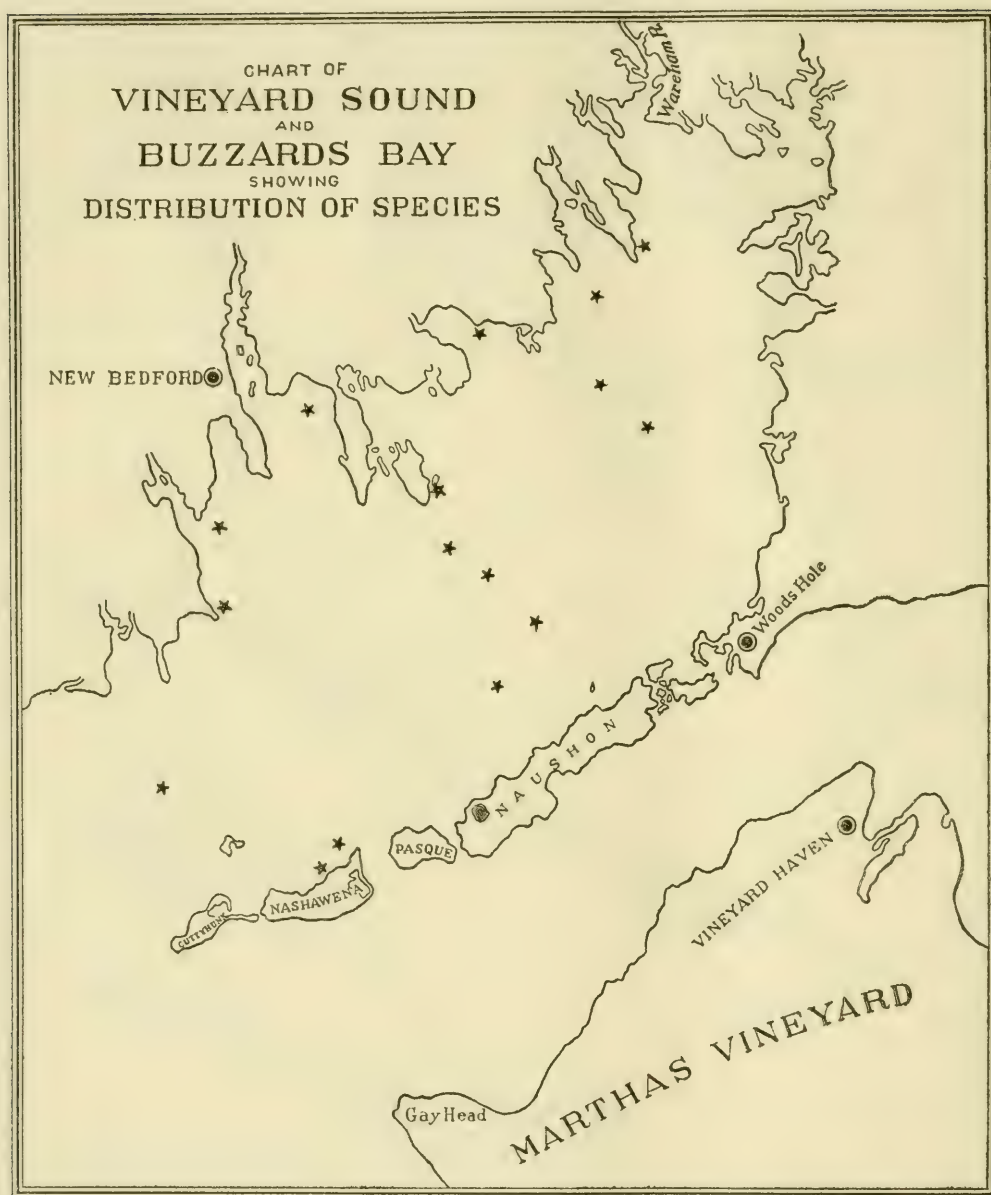 CHART OF
VINEYARD SOUND
AND
BUZZARDS BAY
SHOWING
DISTRIBUTION OF SPECIES
Wareham R.
NEW BEDFORD
Woods Hole
NAUSHON
PASQUE
NASHAWENA
CUTTYHUNK
VINEYARD HAVEN
MARTHAS VINEYARD
Gay Head